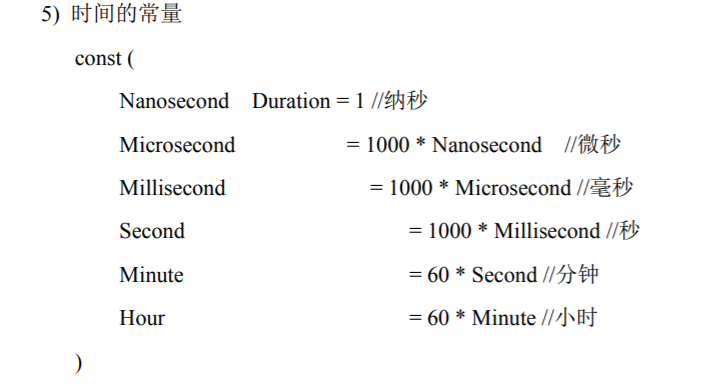 5) 时间的常量
const (
Nanosecond Duration = 1 //纳秒
Microsecond = 1000 * Nanosecond //微秒
Millisecond = 1000 * Microsecond //毫秒
Second = 1000 * Millisecond //秒
Minute = 60 * Second //分钟
Hour = 60 * Minute //小时
)